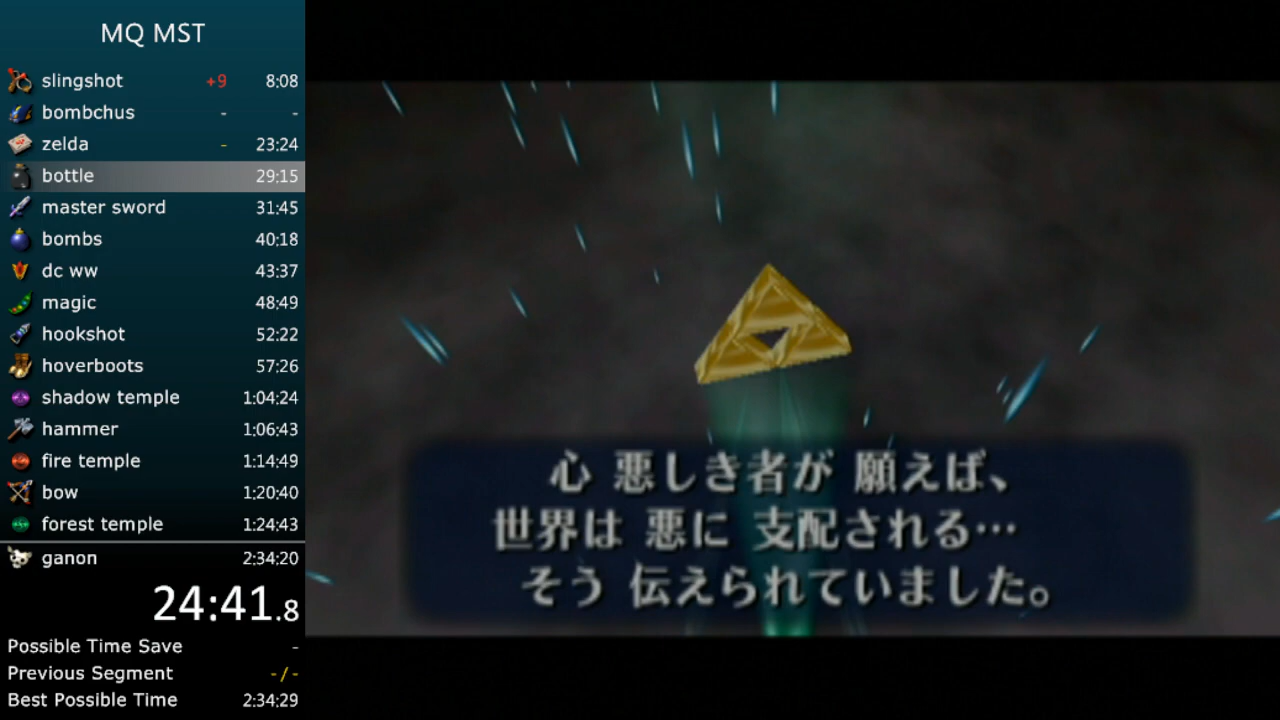 MQ MST
slingshot +9 8:08
bombchus - -
zelda - 23:24
bottle 29:15
master sword 31:45
bombs 40:18
dc ww 43:37
magic 48:49
hookshot 52:22
hoverboots 57:26
shadow temple 1:04:24
hammer 1:06:43
fire temple 1:14:49
bow 1:20:40
forest temple 1:24:43
ganon 2:34:20
24:41.8
Possible Time Save -
Previous Segment -/-
Best Possible Time 2:34:29
心 悪しき者が 願えば、
世界は 悪に 支配される…
そう 伝えられていました。